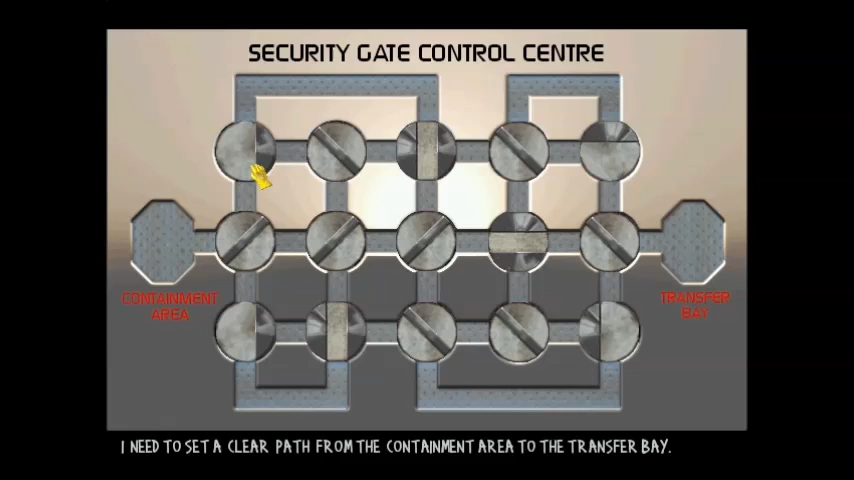 SECURITY GATE CONTROL CENTRE
CONTAINMENT
AREA
TRANSFER
BAY
I NEED TO SET A CLEAR PATH FROM THE CONTAINMENT AREA TO THE TRANSFER BAY.